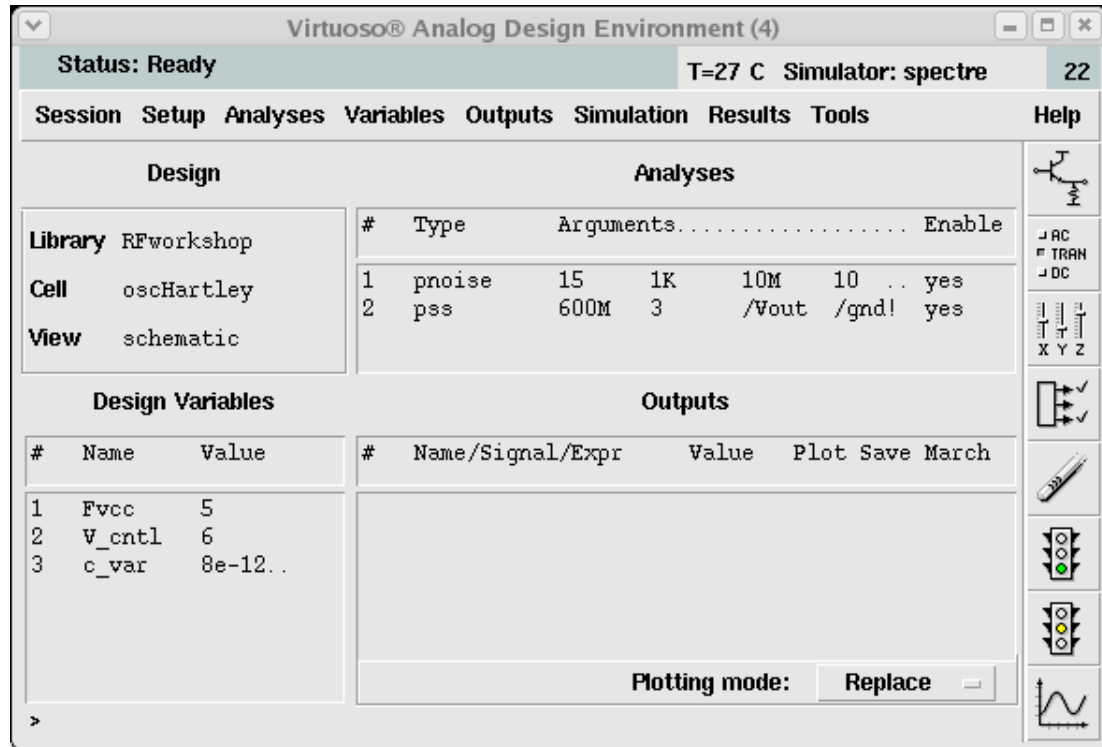 Virtuoso® Analog Design Environment (4)
Status: Ready T=27 C Simulator: spectre 22
Session Setup Analyses Variables Outputs Simulation Results Tools Help
Design
Library RFworkshop
Cell oscHartley
View schematic
Analyses
# Type Arguments.................. Enable
1 pnoise 15 1K 10M 10 .. yes
2 pss 600M 3 /Vout /gnd! yes
Design Variables
# Name Value
1 Fvcc 5
2 V_cntl 6
3 c_var 8e-12..
Outputs
# Name/Signal/Expr Value Plot Save March
Plotting mode: Replace
>
AC
TRAN
DC
X Y Z